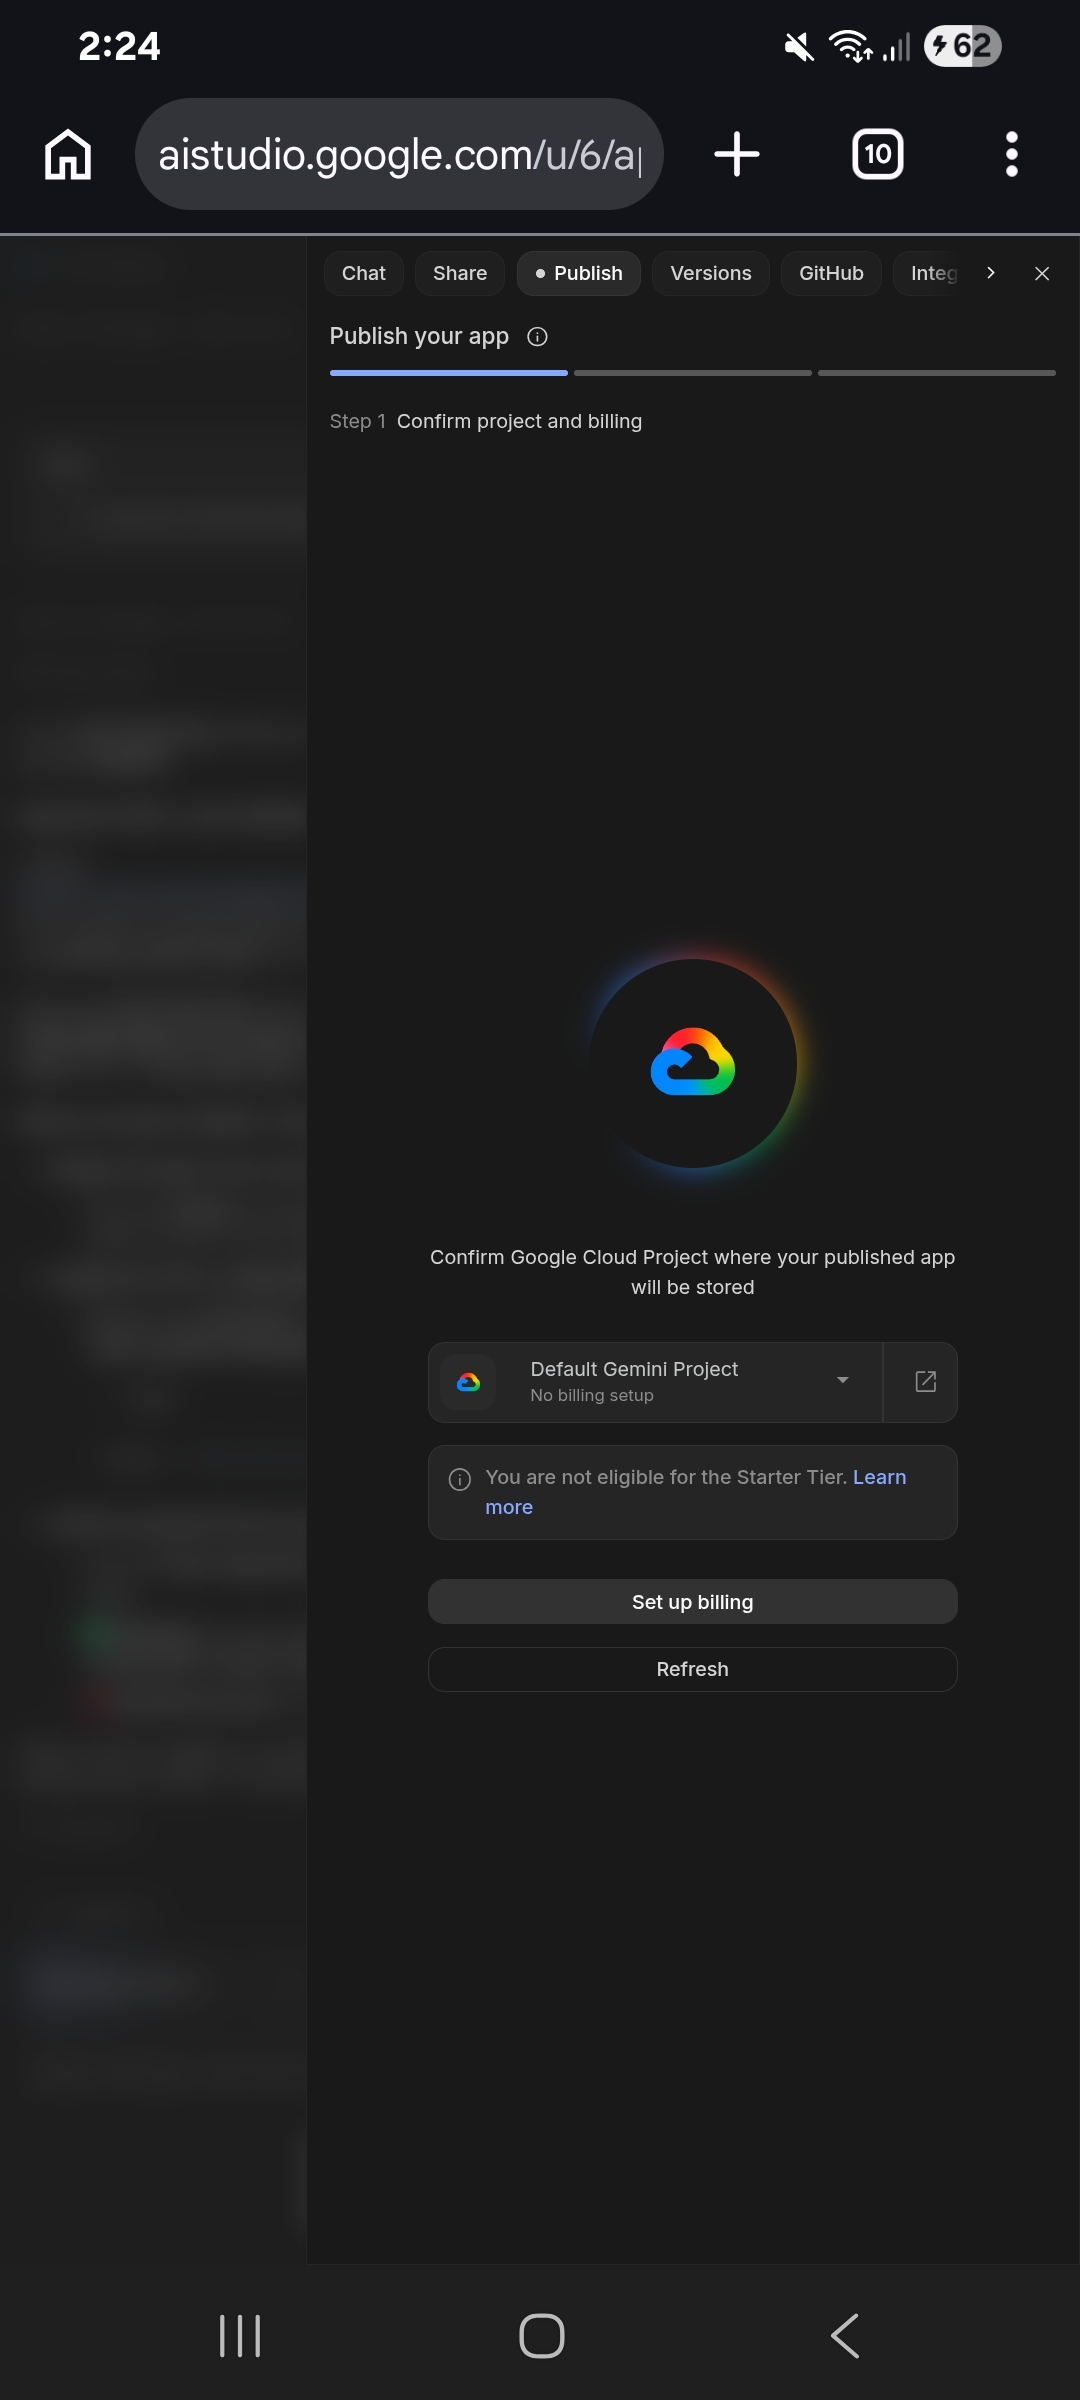 2:24
62
aistudio.google.com/u/6/a
10
Chat
Share
Publish
Versions
GitHub
Integ
Publish your app
Step 1 Confirm project and billing
Confirm Google Cloud Project where your published app
will be stored
Default Gemini Project
No billing setup
You are not eligible for the Starter Tier. Learn
more
Set up billing
Refresh